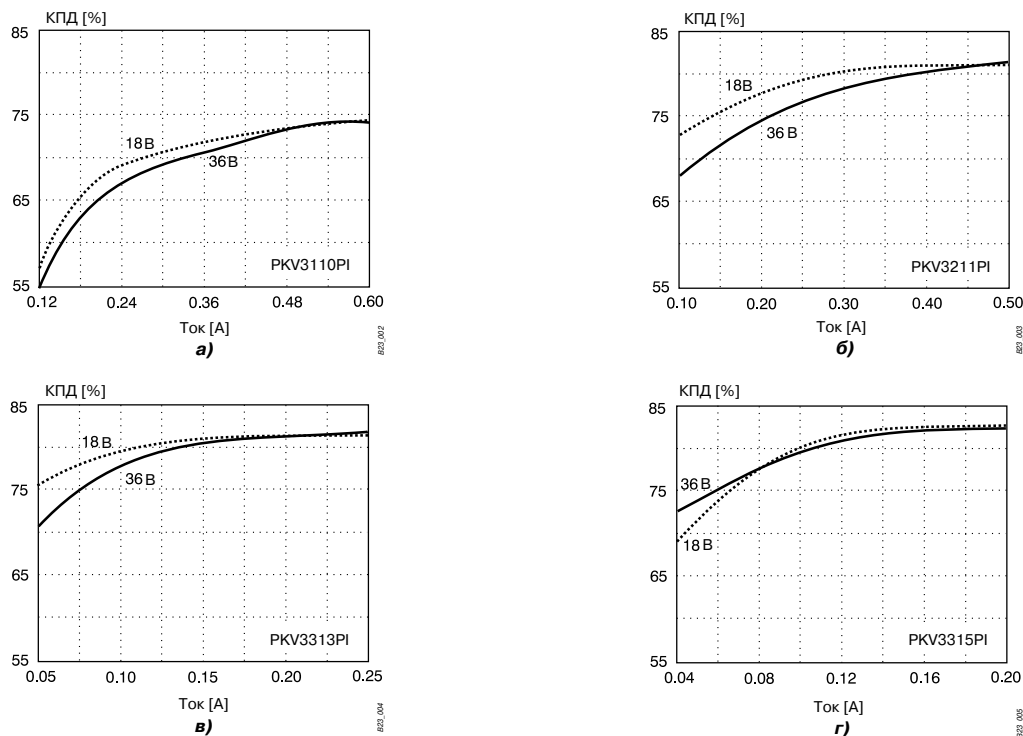 КПД [%]
85
75
65
55
18В
36В
PKV3110PI
0.12
0.24
0.36
0.48
0.60
Ток [А]
а)
B23_002
КПД [%]
85
75
65
55
18В
36В
PKV3211PI
0.10
0.20
0.30
0.40
0.50
Ток [А]
б)
B23_003
КПД [%]
85
75
65
55
18В
36В
PKV3313PI
0.05
0.10
0.15
0.20
0.25
Ток [А]
в)
B23_004
КПД [%]
85
75
65
55
36В
18В
PKV3315PI
0.04
0.08
0.12
0.16
0.20
Ток [А]
г)
B23_005